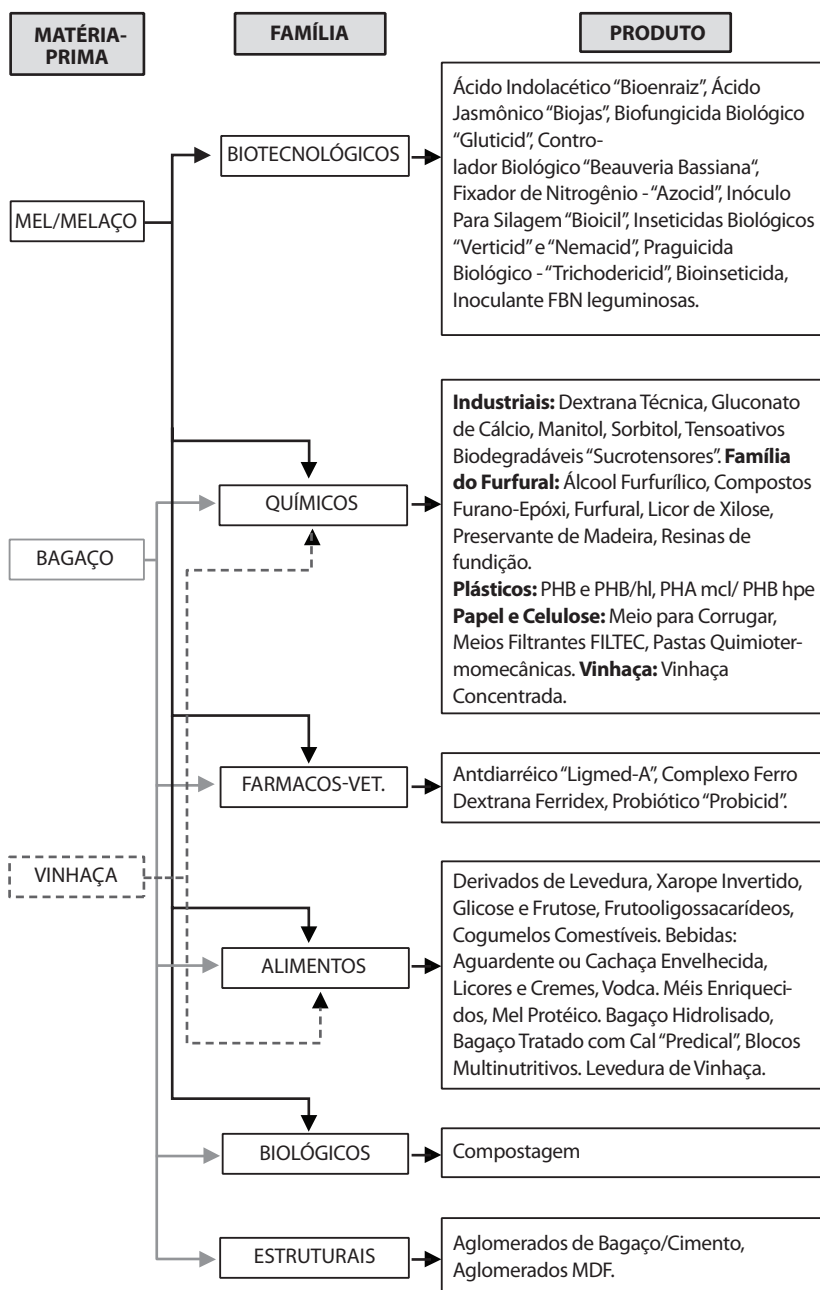 MATÉRIA-
PRIMA
FAMÍLIA
PRODUTO
MEL/MELAÇO
BAGAÇO
VINHAÇA
BIOTECNOLÓGICOS
Ácido Indolacético “Bioenraiz”, Ácido
Jasmônico “Biojas”, Biofungicida Biológico
“Gluticid”, Contro-
lador Biológico “Beauveria Bassiana“,
Fixador de Nitrogênio - “Azocid”, Inóculo
Para Silagem “Bioicil”, Inseticidas Biológicos
“Verticid” e “Nemacid”, Praguicida
Biológico - “Trichodericid”, Bioinseticida,
Inoculante FBN leguminosas.
QUÍMICOS
Industriais: Dextrana Técnica, Gluconato
de Cálcio, Manitol, Sorbitol, Tensoativos
Biodegradáveis “Sucrotensores”. Família
do Furfural: Álcool Furfurílico, Compostos
Furano-Epóxi, Furfural, Licor de Xilose,
Preservante de Madeira, Resinas de
fundição.
Plásticos: PHB e PHB/hl, PHA mcl/ PHB hpe
Papel e Celulose: Meio para Corrugar,
Meios Filtrantes FILTEC, Pastas Quimioter-
momecânicas. Vinhaça: Vinhaça
Concentrada.
FARMACOS-VET.
Antdiarréico “Ligmed-A”, Complexo Ferro
Dextrana Ferridex, Probiótico “Probicid”.
ALIMENTOS
Derivados de Levedura, Xarope Invertido,
Glicose e Frutose, Frutooligossacarídeos,
Cogumelos Comestíveis. Bebidas:
Aguardente ou Cachaça Envelhecida,
Licores e Cremes, Vodca. Méis Enriqueci-
dos, Mel Protéico. Bagaço Hidrolisado,
Bagaço Tratado com Cal “Predical”, Blocos
Multinutritivos. Levedura de Vinhaça.
BIOLÓGICOS
Compostagem
ESTRUTURAIS
Aglomerados de Bagaço/Cimento,
Aglomerados MDF.